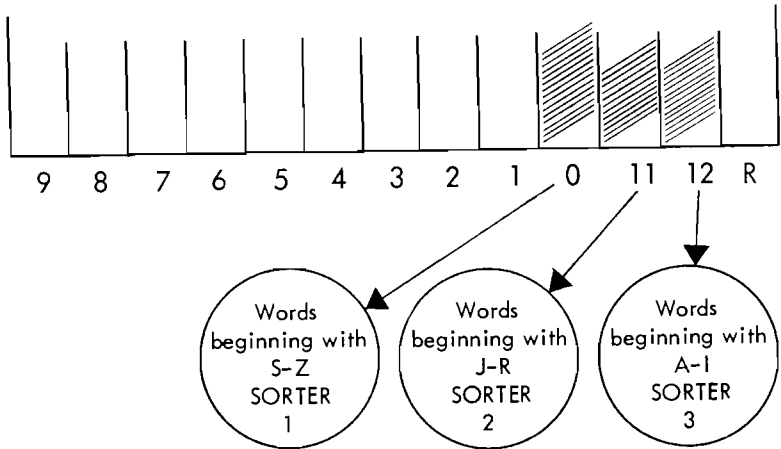 9 8 7 6 5 4 3 2 1 0 11 12 R
Words
beginning with
S-Z
SORTER
1
Words
beginning with
J-R
SORTER
2
Words
beginning with
A-I
SORTER
3